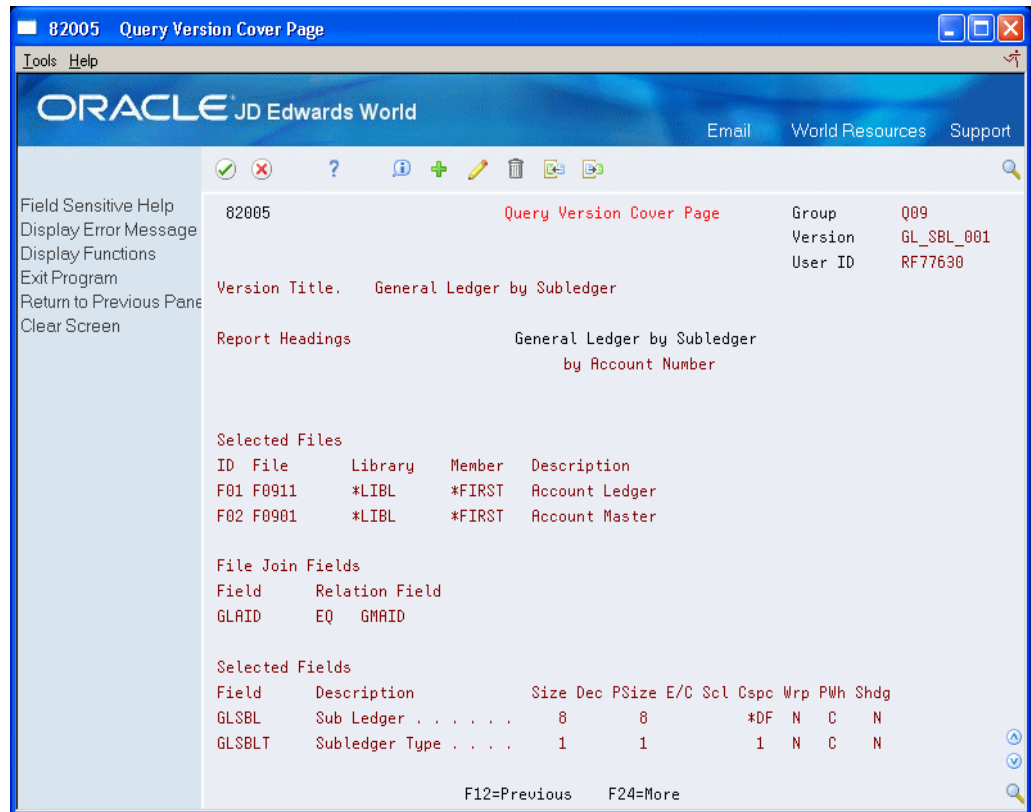 82005 Query Version Cover Page
Tools Help
ORACLE JD Edwards World
Email World Resources Support
Field Sensitive Help
Display Error Message
Display Functions
Exit Program
Return to Previous Pane
Clear Screen
82005 Query Version Cover Page Group Q09
Version GL_SBL_001
User ID RF77630
Version Title. General Ledger by Subledger
Report Headings General Ledger by Subledger
by Account Number
Selected Files
ID File Library Member Description
F01 F0911 *LIBL *FIRST Account Ledger
F02 F0901 *LIBL *FIRST Account Master
File Join Fields
Field Relation Field
GLAID EQ GMAID
Selected Fields
Field Description Size Dec PSize E/C Scl Cspc Wrp PWh Shdg
GLSBL Sub Ledger . . . . . . 8 8 *DF N C N
GLSBLT Subledger Type . . . . 1 1 1 N C N
F12=Previous F24=More